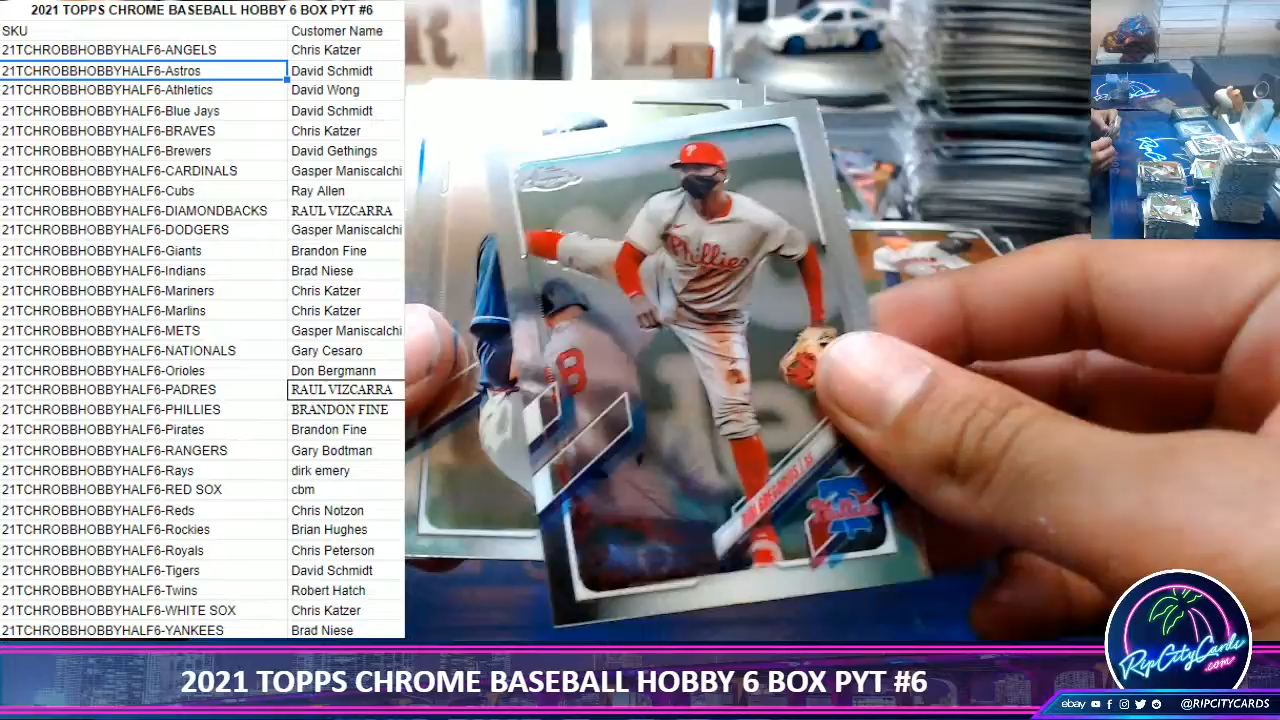 2021 TOPPS CHROME BASEBALL HOBBY 6 BOX PYT #6
SKU Customer Name
21TCHROBBHOBBYHALF6-ANGELS Chris Katzer
21TCHROBBHOBBYHALF6-Astros David Schmidt
21TCHROBBHOBBYHALF6-Athletics David Wong
21TCHROBBHOBBYHALF6-Blue Jays David Schmidt
21TCHROBBHOBBYHALF6-BRAVES Chris Katzer
21TCHROBBHOBBYHALF6-Brewers David Gethings
21TCHROBBHOBBYHALF6-CARDINALS Gasper Maniscalchi
21TCHROBBHOBBYHALF6-Cubs Ray Allen
21TCHROBBHOBBYHALF6-DIAMONDBACKS RAUL VIZCARRA
21TCHROBBHOBBYHALF6-DODGERS Gasper Maniscalchi
21TCHROBBHOBBYHALF6-Giants Brandon Fine
21TCHROBBHOBBYHALF6-Indians Brad Niese
21TCHROBBHOBBYHALF6-Mariners Chris Katzer
21TCHROBBHOBBYHALF6-Marlins Chris Katzer
21TCHROBBHOBBYHALF6-METS Gasper Maniscalchi
21TCHROBBHOBBYHALF6-NATIONALS Gary Cesaro
21TCHROBBHOBBYHALF6-Orioles Don Bergmann
21TCHROBBHOBBYHALF6-PADRES RAUL VIZCARRA
21TCHROBBHOBBYHALF6-PHILLIES BRANDON FINE
21TCHROBBHOBBYHALF6-Pirates Brandon Fine
21TCHROBBHOBBYHALF6-RANGERS Gary Bodtman
21TCHROBBHOBBYHALF6-Rays dirk emery
21TCHROBBHOBBYHALF6-RED SOX cbm
21TCHROBBHOBBYHALF6-Reds Chris Notzon
21TCHROBBHOBBYHALF6-Rockies Brian Hughes
21TCHROBBHOBBYHALF6-Royals Chris Peterson
21TCHROBBHOBBYHALF6-Tigers David Schmidt
21TCHROBBHOBBYHALF6-Twins Robert Hatch
21TCHROBBHOBBYHALF6-WHITE SOX Chris Katzer
21TCHROBBHOBBYHALF6-YANKEES Brad Niese
Phillies
8
RipCityCards
.com
2021 TOPPS CHROME BASEBALL HOBBY 6 BOX PYT #6
ebay @RIPCITYCARDS